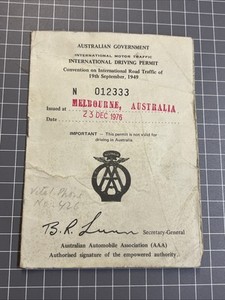 AUSTRALIAN GOVERNMENT
INTERNATIONAL MOTOR TRAFFIC
INTERNATIONAL DRIVING PERMIT
Convention on International Road Traffic of
19th September, 1949
N 012333
Issued at MELBOURNE, AUSTRALIA
Date 23 DEC 1976
IMPORTANT — This permit is not valid for
driving in Australia.
AAA
No:
Secretary-General
Australian Automobile Association (AAA)
Authorised signature of the empowered authority